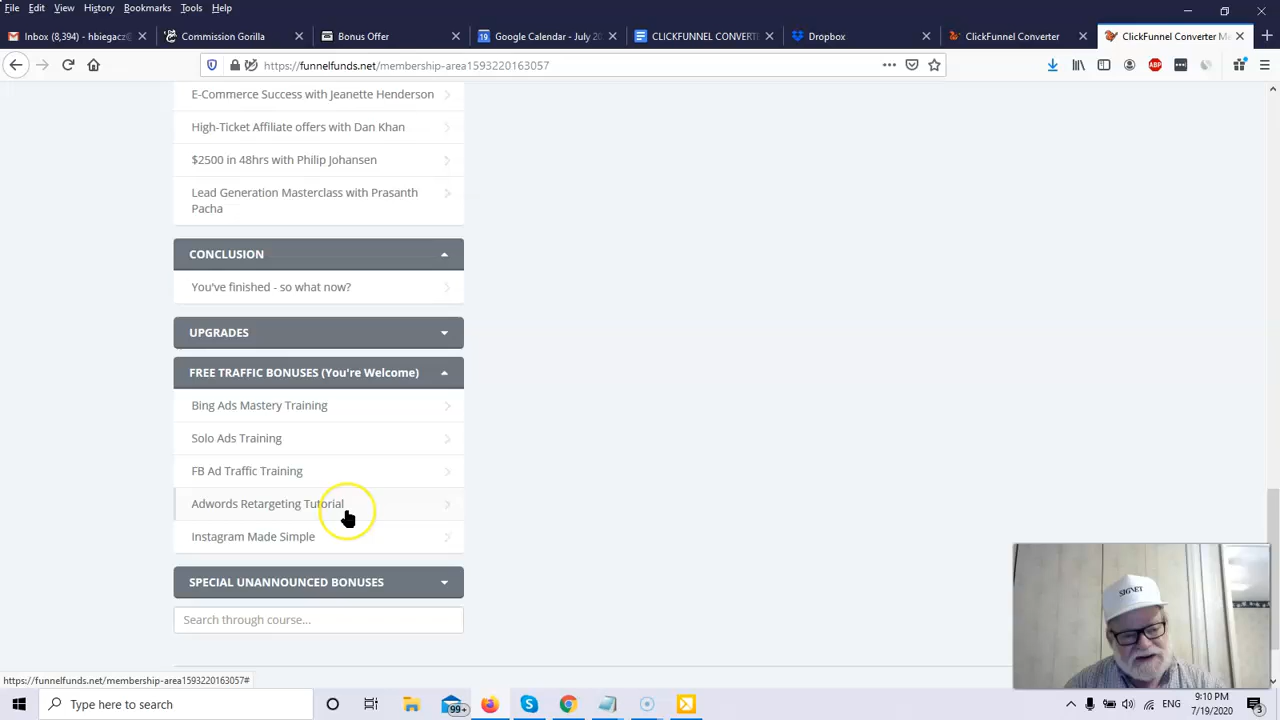 File Edit View History Bookmarks Tools Help
Inbox (8,394) - hbiegacz@
Commission Gorilla
Bonus Offer
Google Calendar - July 20
CLICKFUNNEL CONVERT
Dropbox
ClickFunnel Converter
ClickFunnel Converter Me
https://funnelfunds.net/membership-area1593220163057
E-Commerce Success with Jeanette Henderson
High-Ticket Affiliate offers with Dan Khan
$2500 in 48hrs with Philip Johansen
Lead Generation Masterclass with Prasanth
Pacha
CONCLUSION
You've finished - so what now?
UPGRADES
FREE TRAFFIC BONUSES (You're Welcome)
Bing Ads Mastery Training
Solo Ads Training
FB Ad Traffic Training
Adwords Retargeting Tutorial
Instagram Made Simple
SPECIAL UNANNOUNCED BONUSES
Search through course...
SIGNET
https://funnelfunds.net/membership-area1593220163057#
Type here to search
99+
ENG
9:10 PM
7/19/2020
3